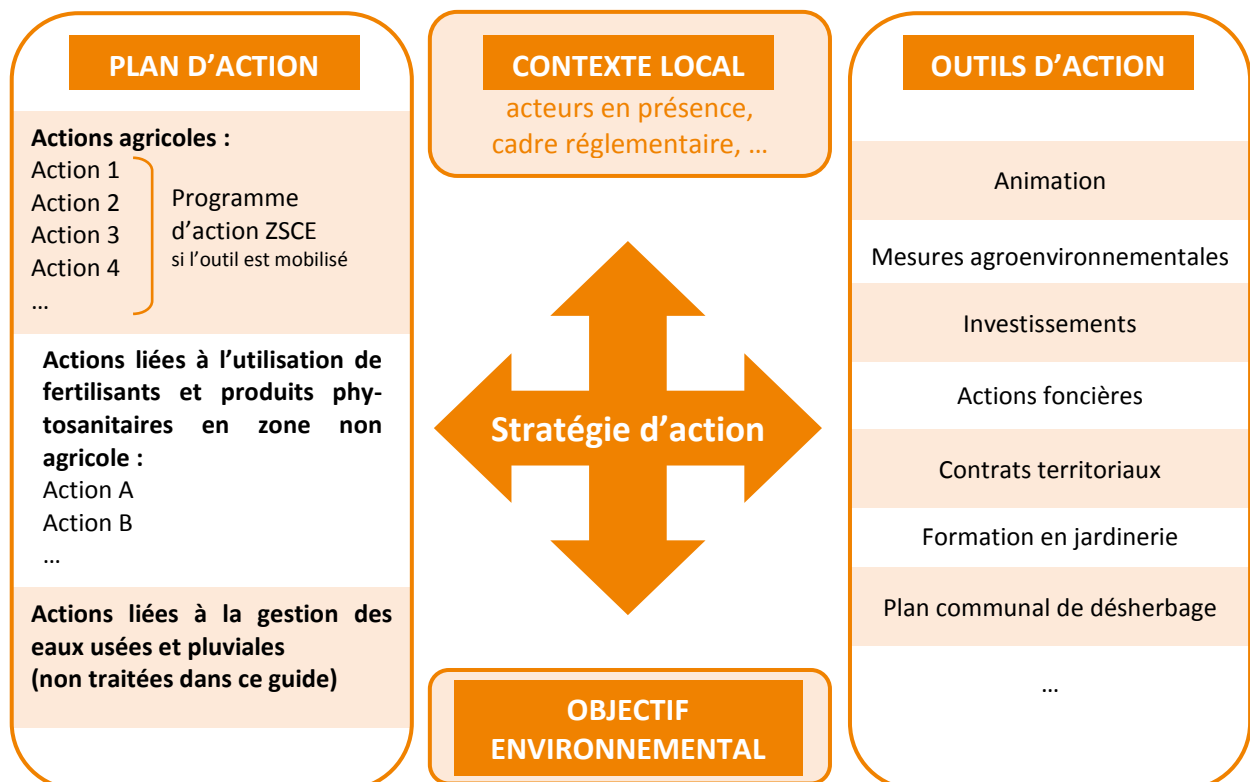 PLAN D’ACTION
Actions agricoles :
Action 1
Action 2
Action 3
Action 4
…
Programme
d’action ZSCE
si l’outil est mobilisé
Actions liées à l’utilisation de
fertilisants et produits phy-
tosanitaires en zone non
agricole :
Action A
Action B
…
Actions liées à la gestion des
eaux usées et pluviales
(non traitées dans ce guide)
CONTEXTE LOCAL
acteurs en présence,
cadre réglementaire, …
Stratégie d’action
OBJECTIF
ENVIRONNEMENTAL
OUTILS D’ACTION
Animation
Mesures agroenvironnementales
Investissements
Actions foncières
Contrats territoriaux
Formation en jardinerie
Plan communal de désherbage
…